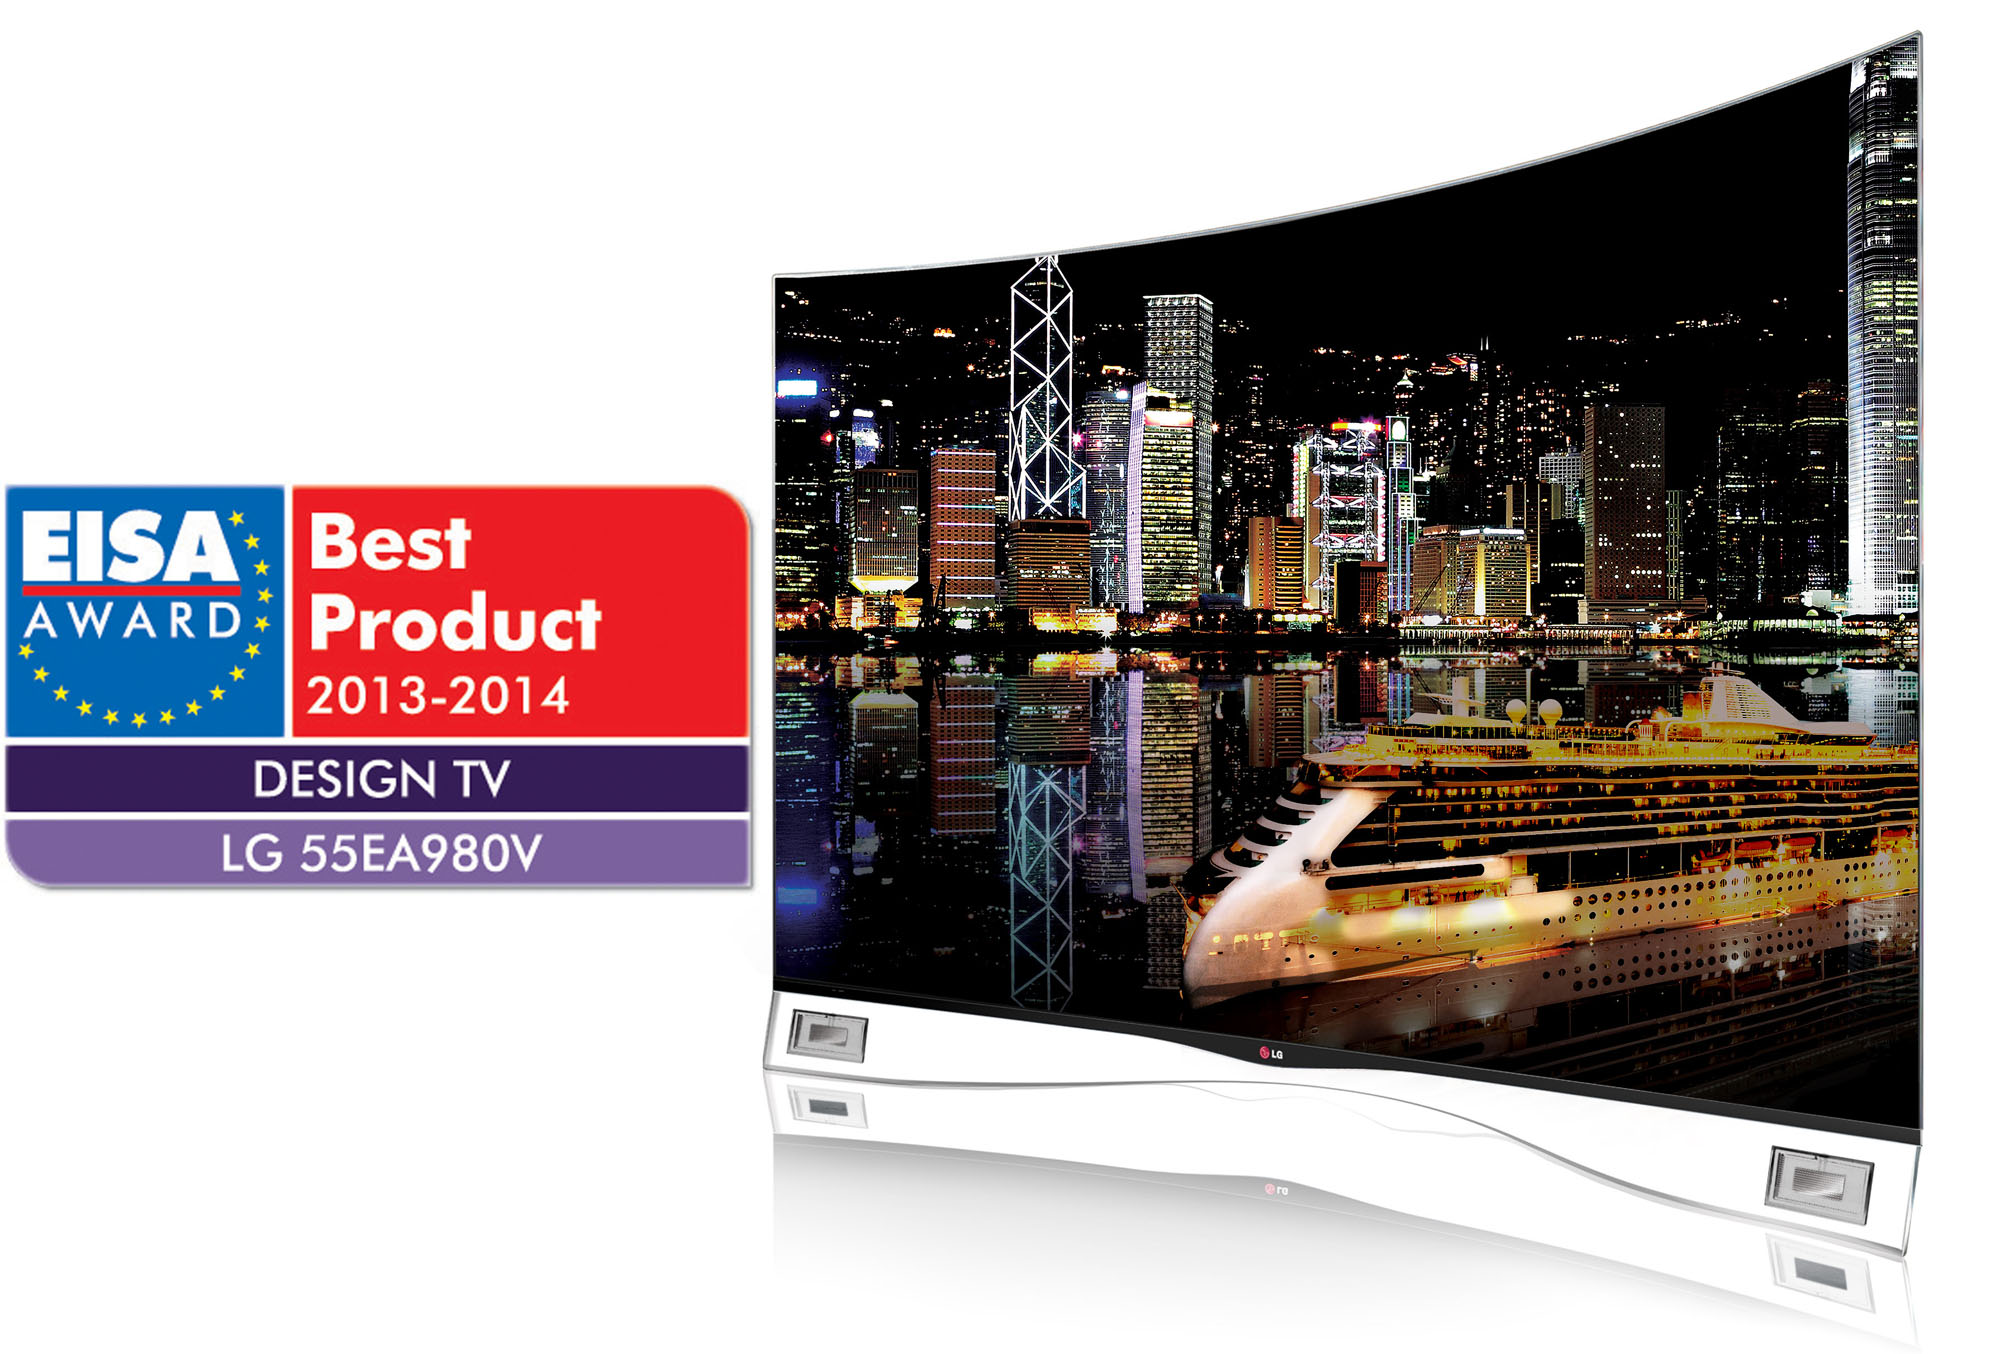 EISA
AWARD
Best
Product
2013-2014
DESIGN TV
LG 55EA980V
LG